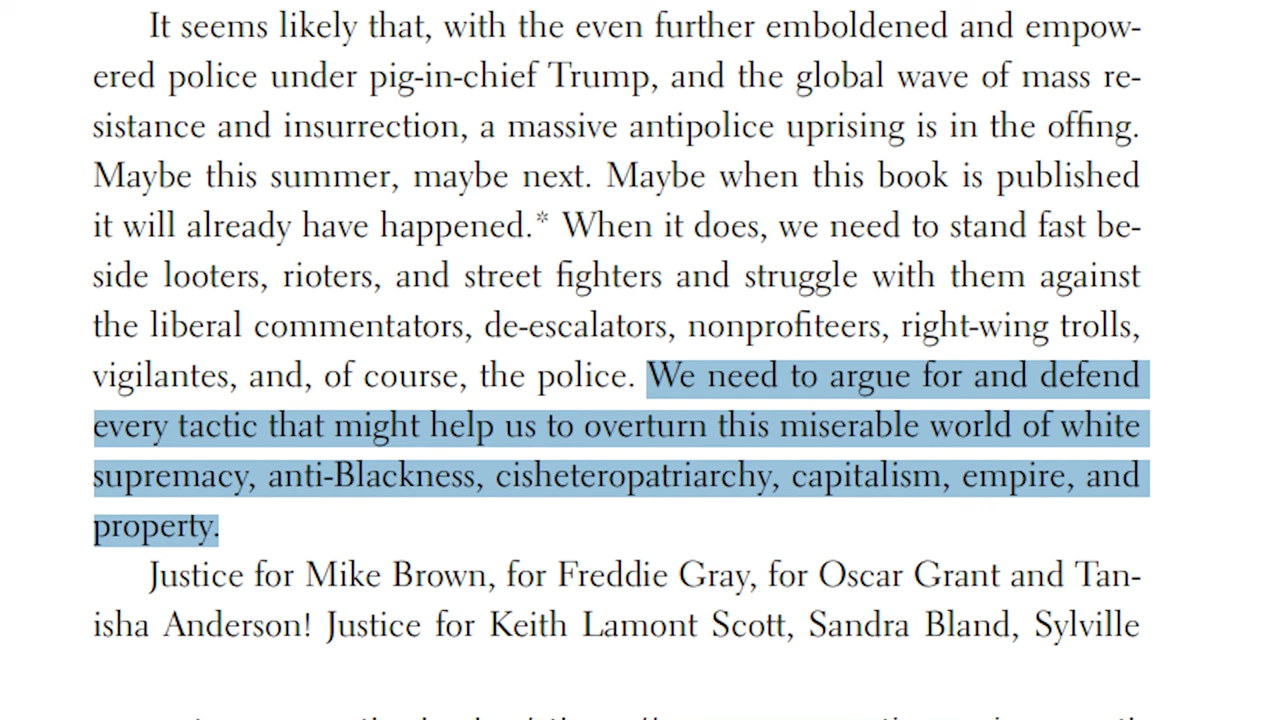 It seems likely that, with the even further emboldened and empow-
ered police under pig-in-chief Trump, and the global wave of mass re-
sistance and insurrection, a massive antipolice uprising is in the offing.
Maybe this summer, maybe next. Maybe when this book is published
it will already have happened.* When it does, we need to stand fast be-
side looters, rioters, and street fighters and struggle with them against
the liberal commentators, de-escalators, nonprofiteers, right-wing trolls,
vigilantes, and, of course, the police. We need to argue for and defend
every tactic that might help us to overturn this miserable world of white
supremacy, anti-Blackness, cisheteropatriarchy, capitalism, empire, and
property.
Justice for Mike Brown, for Freddie Gray, for Oscar Grant and Tan-
isha Anderson! Justice for Keith Lamont Scott, Sandra Bland, Sylville